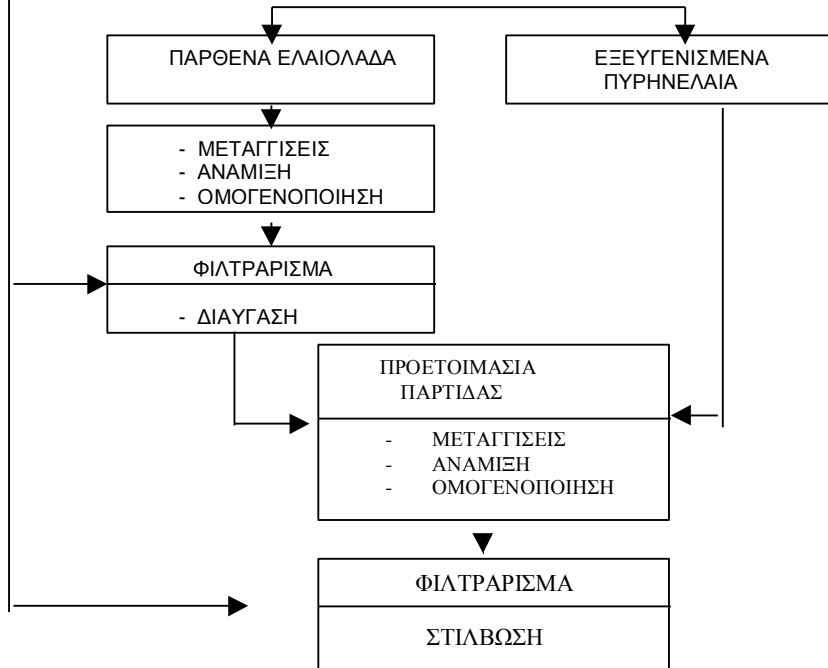 ΠΑΡΘΕΝΑ ΕΛΑΙΟΛΑΔΑ
ΕΞΕΥΓΕΝΙΣΜΕΝΑ
ΠΥΡΗΝΕΛΑΙΑ
- ΜΕΤΑΓΓΙΣΕΙΣ
- ΑΝΑΜΙΞΗ
- ΟΜΟΓΕΝΟΠΟΙΗΣΗ
ΦΙΛΤΡΑΡΙΣΜΑ
- ΔΙΑΥΓΑΣΗ
ΠΡΟΕΤΟΙΜΑΣΙΑ
ΠΑΡΤΙΔΑΣ
- ΜΕΤΑΓΓΙΣΕΙΣ
- ΑΝΑΜΙΞΗ
- ΟΜΟΓΕΝΟΠΟΙΗΣΗ
ΦΙΛΤΡΑΡΙΣΜΑ
ΣΤΙΛΒΩΣΗ